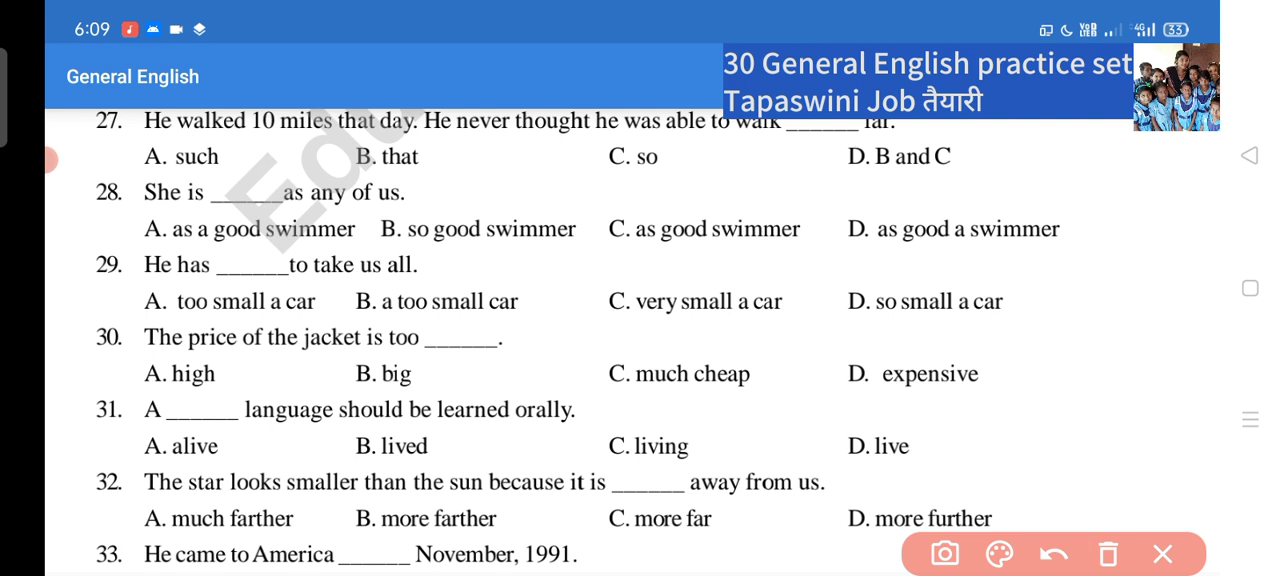 6:09
VoD LTE 4G 33
General English
30 General English practice set
Tapaswini Job तैयारी
27. He walked 10 miles that day. He never thought he was able to walk ______ far.
A. such B. that C. so D. B and C
28. She is ______as any of us.
A. as a good swimmer B. so good swimmer C. as good swimmer D. as good a swimmer
29. He has ______to take us all.
A. too small a car B. a too small car C. very small a car D. so small a car
30. The price of the jacket is too ______.
A. high B. big C. much cheap D. expensive
31. A ______ language should be learned orally.
A. alive B. lived C. living D. live
32. The star looks smaller than the sun because it is ______ away from us.
A. much farther B. more farther C. more far D. more further
33. He came to America ______ November, 1991.